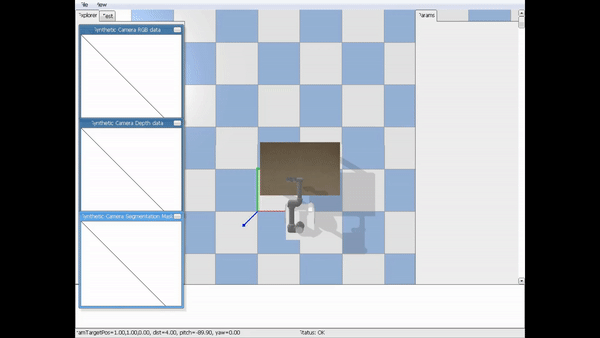 File View
Explorer Test Params
Synthetic Camera RGB data
Synthetic Camera Depth data
Synthetic Camera Segmentation Mask
camTargetPos=1.00,1.00,0.00, dist=4.00, pitch=-89.90, yaw=0.00 Status: OK